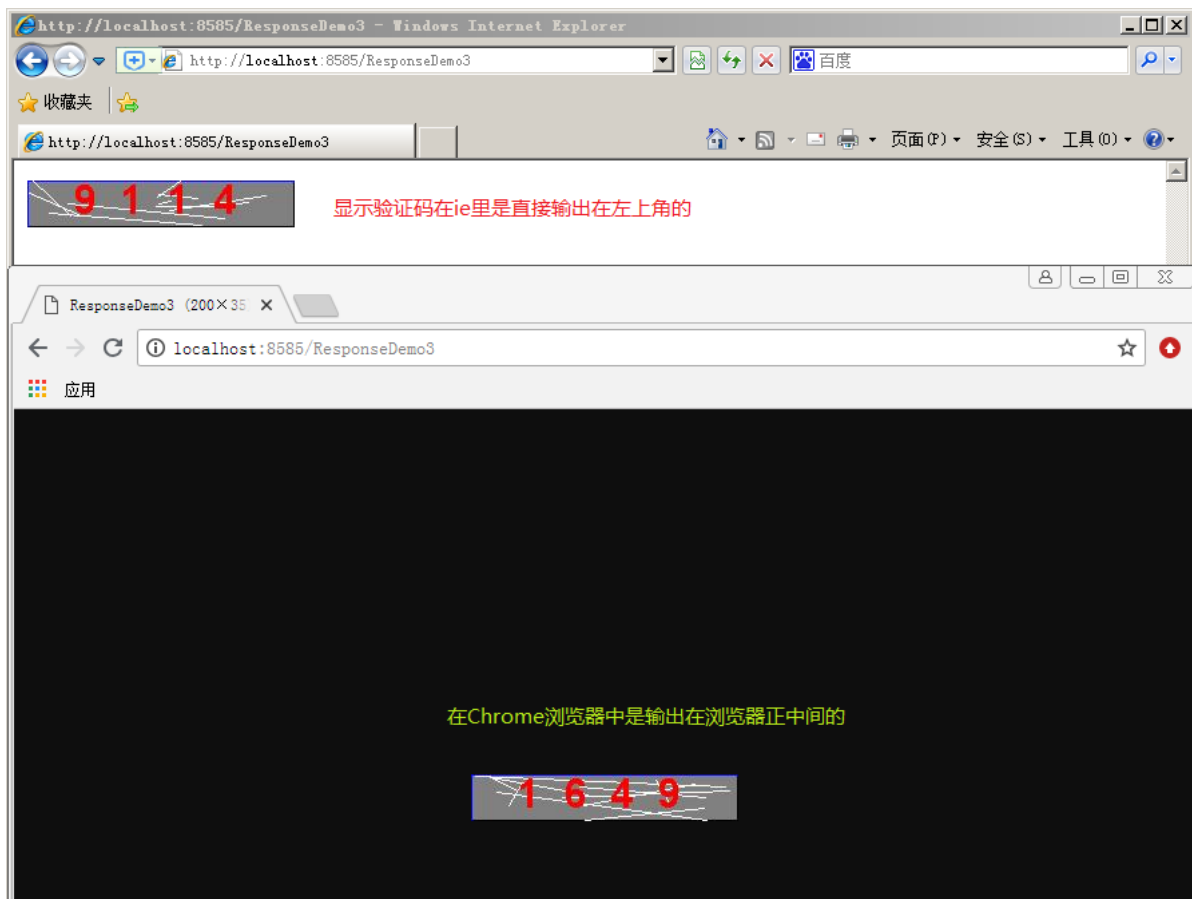 http://localhost:8585/ResponseDemo3 - Windows Internet Explorer
http://localhost:8585/ResponseDemo3
百度
收藏夹
http://localhost:8585/ResponseDemo3
页面(P) 安全(S) 工具(O)
9 1 1 4
显示验证码在ie里是直接输出在左上角的
ResponseDemo3 (200×35
localhost:8585/ResponseDemo3
应用
在Chrome浏览器中是输出在浏览器正中间的
1 6 4 9